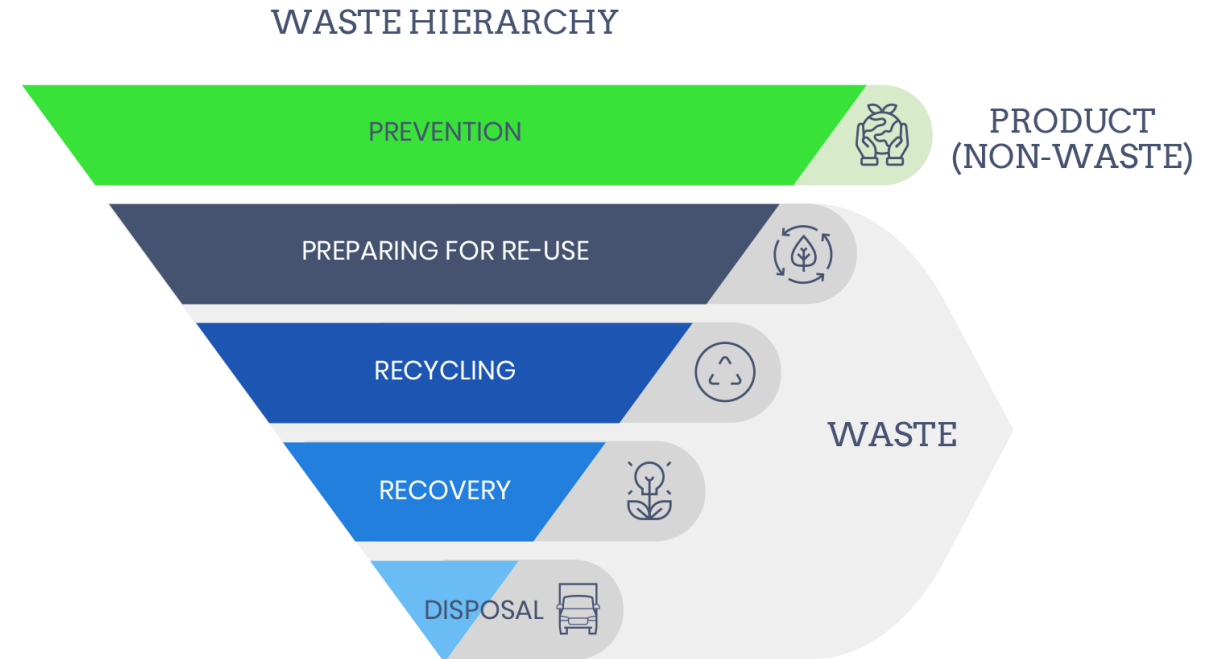 WASTE HIERARCHY
PREVENTION
PRODUCT
(NON-WASTE)
PREPARING FOR RE-USE
RECYCLING
WASTE
RECOVERY
DISPOSAL